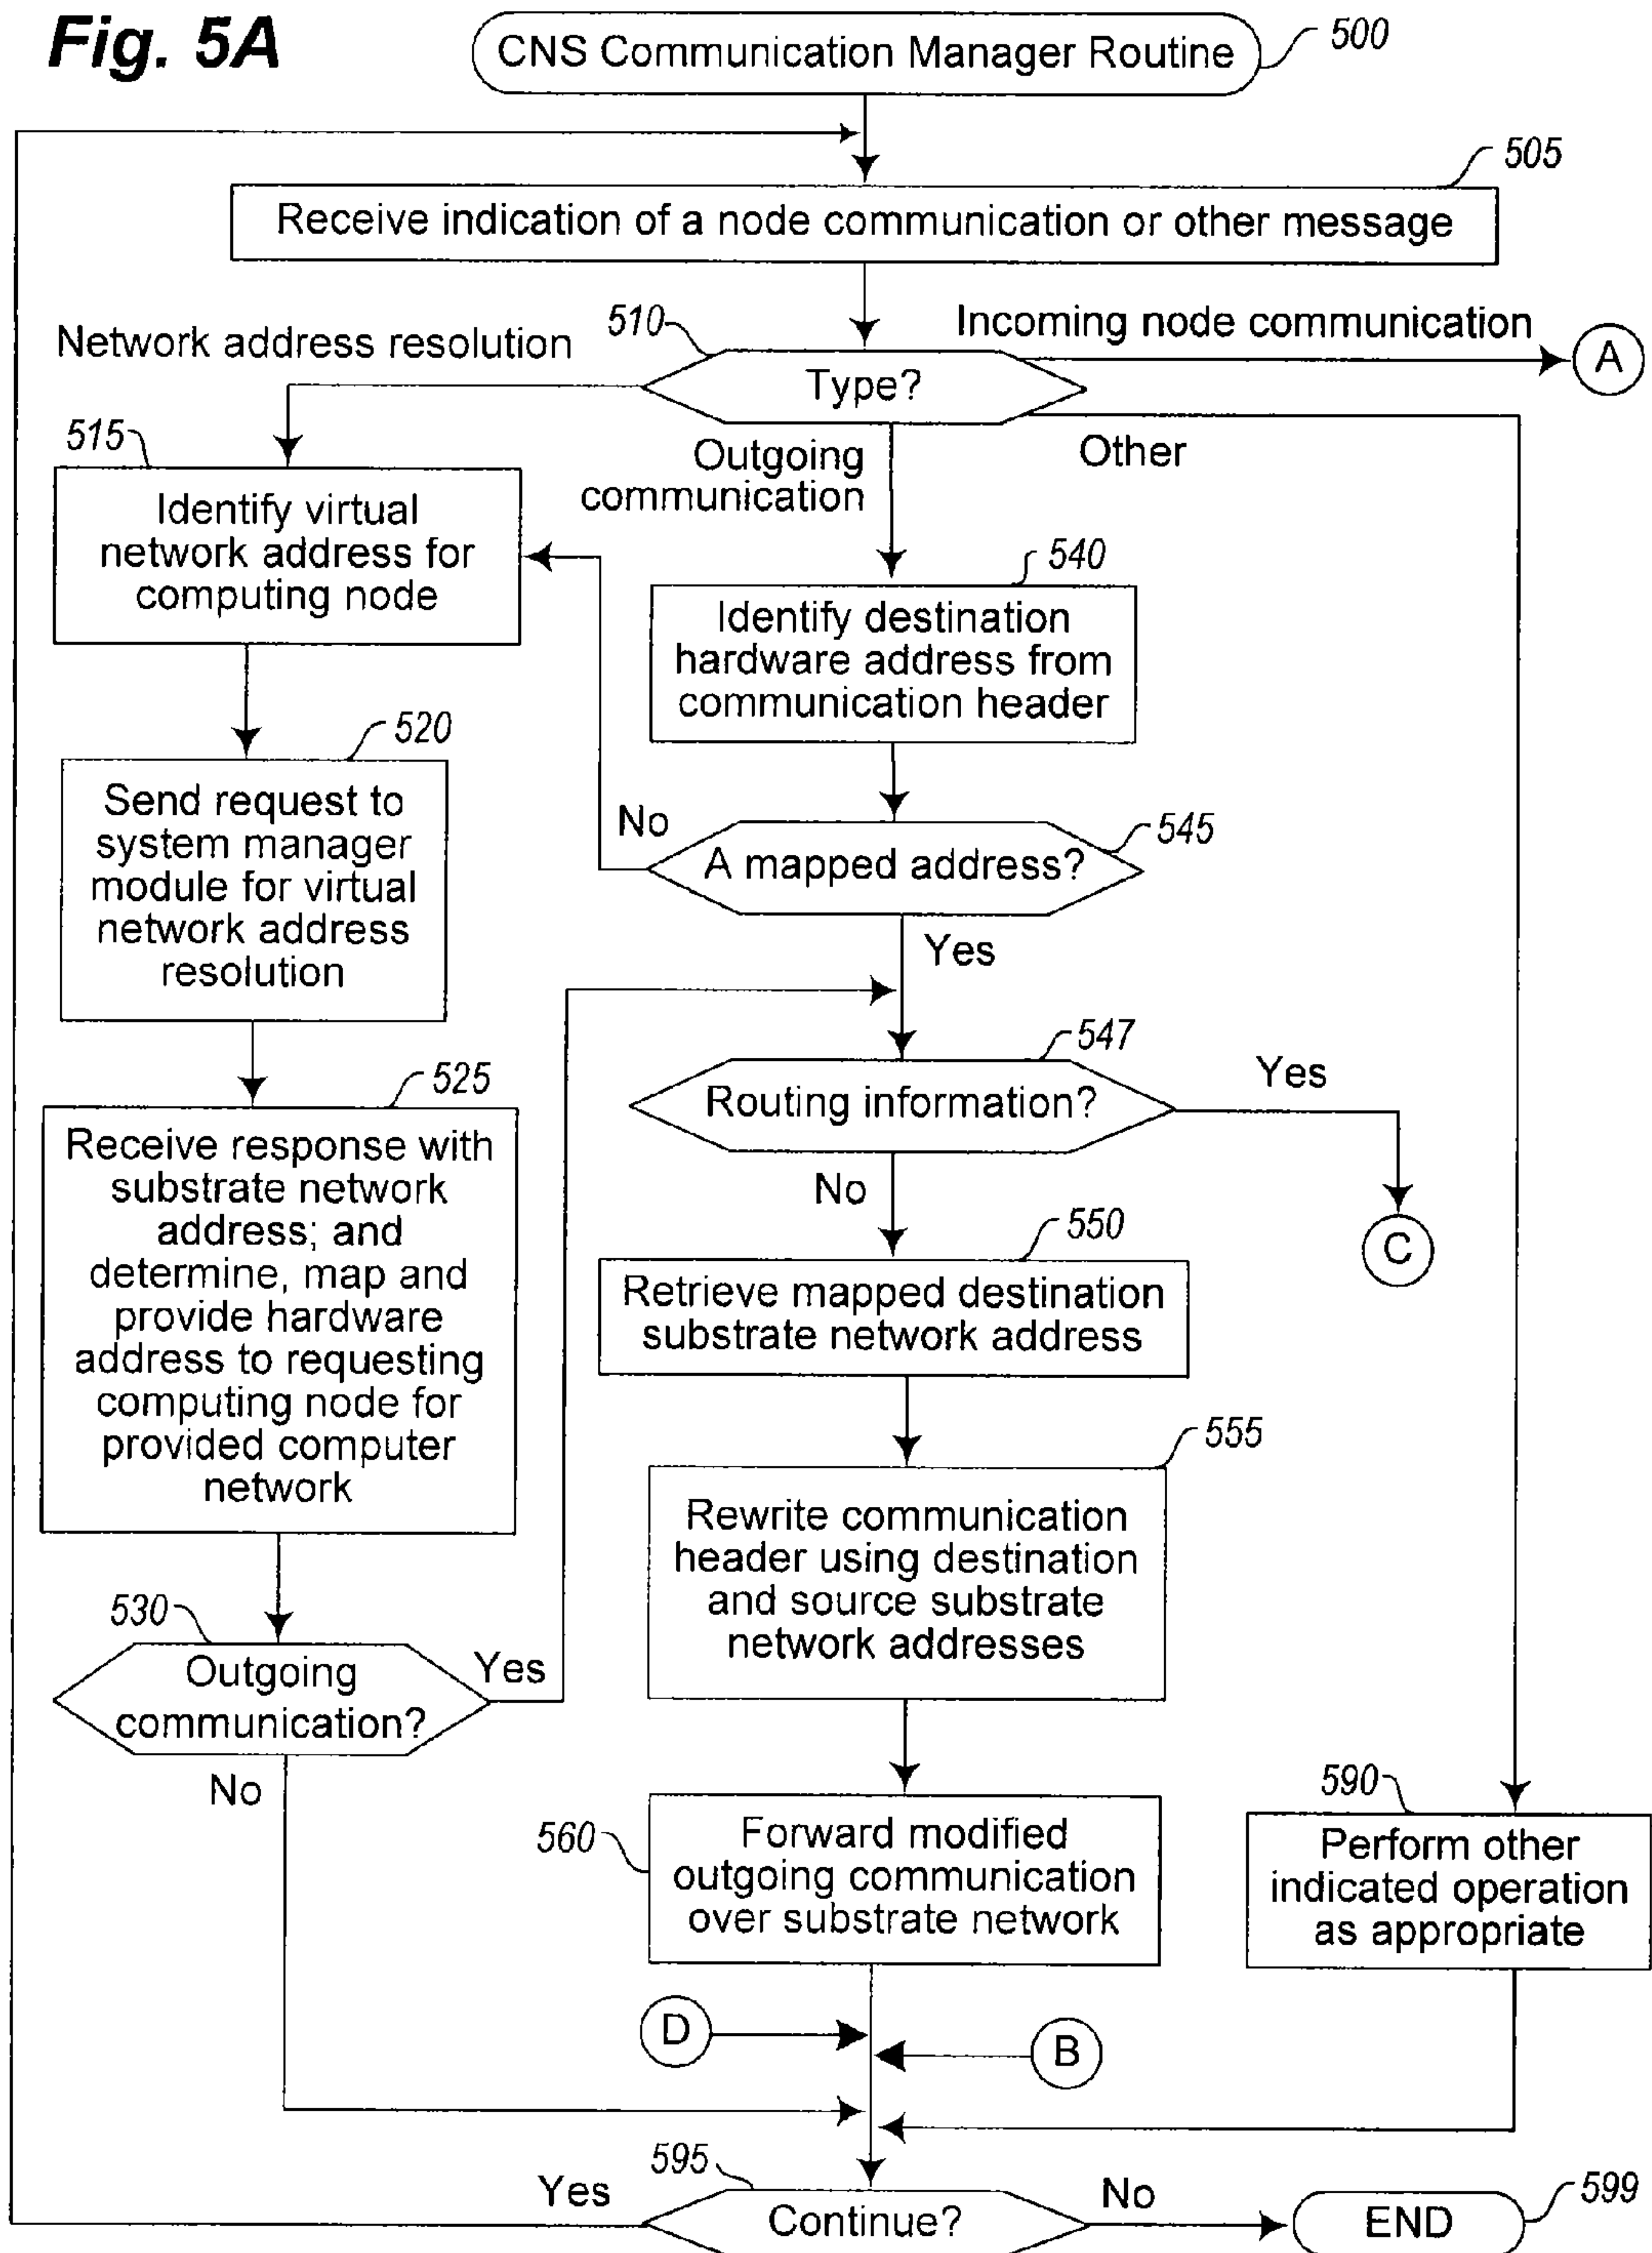 Fig. 5A
CNS Communication Manager Routine
500
505
Receive indication of a node communication or other message
Network address resolution
510
Incoming node communication
A
Type?
515
Outgoing
communication
Other
Identify virtual
network address for
computing node
540
Identify destination
hardware address from
communication header
520
Send request to
system manager
module for virtual
network address
resolution
No
545
A mapped address?
Yes
547
Routing information?
Yes
C
525
Receive response with
substrate network
address; and
determine, map and
provide hardware
address to requesting
computing node for
provided computer
network
No
550
Retrieve mapped destination
substrate network address
555
Rewrite communication
header using destination
and source substrate
network addresses
530
Outgoing
communication?
Yes
No
560
Forward modified
outgoing communication
over substrate network
590
Perform other
indicated operation
as appropriate
D
B
595
Yes
Continue?
No
END
599